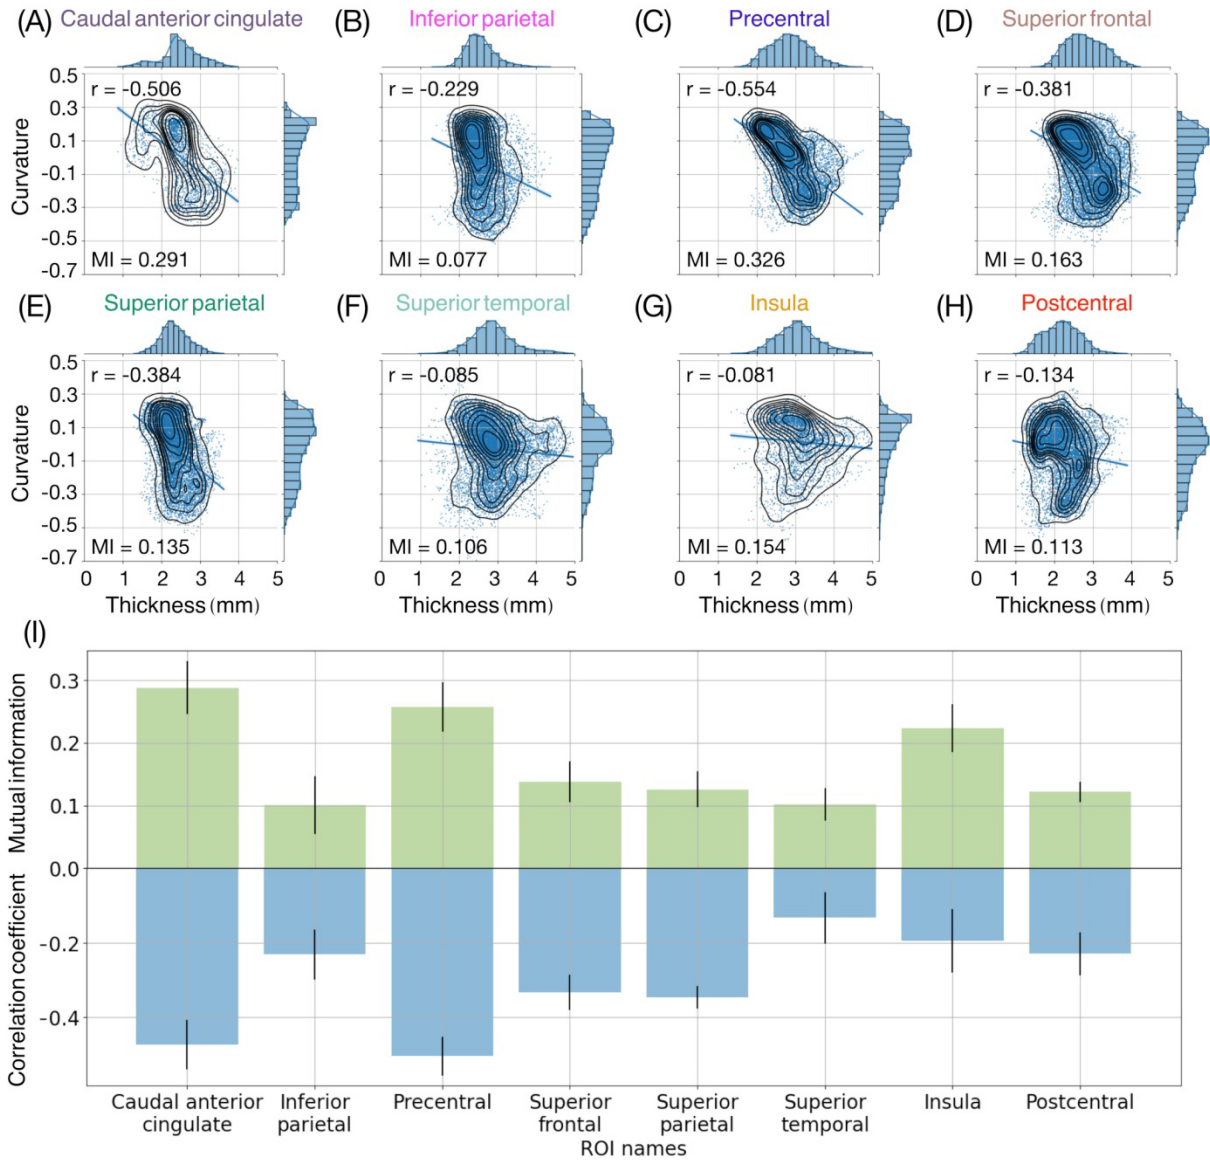 (A) Caudal anterior cingulate
(B) Inferior parietal
(C) Precentral
(D) Superior frontal
0.5
0.3
0.1
-0.1
-0.3
-0.5
-0.7
Curvature
r = -0.506
MI = 0.291
r = -0.229
MI = 0.077
r = -0.554
MI = 0.326
r = -0.381
MI = 0.163
(E) Superior parietal
(F) Superior temporal
(G) Insula
(H) Postcentral
0.5
0.3
0.1
-0.1
-0.3
-0.5
-0.7
Curvature
r = -0.384
MI = 0.135
r = -0.085
MI = 0.106
r = -0.081
MI = 0.154
r = -0.134
MI = 0.113
0 1 2 3 4 5
0 1 2 3 4 5
0 1 2 3 4 5
0 1 2 3 4 5
Thickness (mm)
Thickness (mm)
Thickness (mm)
Thickness (mm)
(I)
Mutual information
Correlation coefficient
0.3
0.2
0.1
0.0
-0.2
-0.4
Caudal anterior
cingulate
Inferior
parietal
Precentral
Superior
frontal
Superior
parietal
Superior
temporal
Insula
Postcentral
ROI names